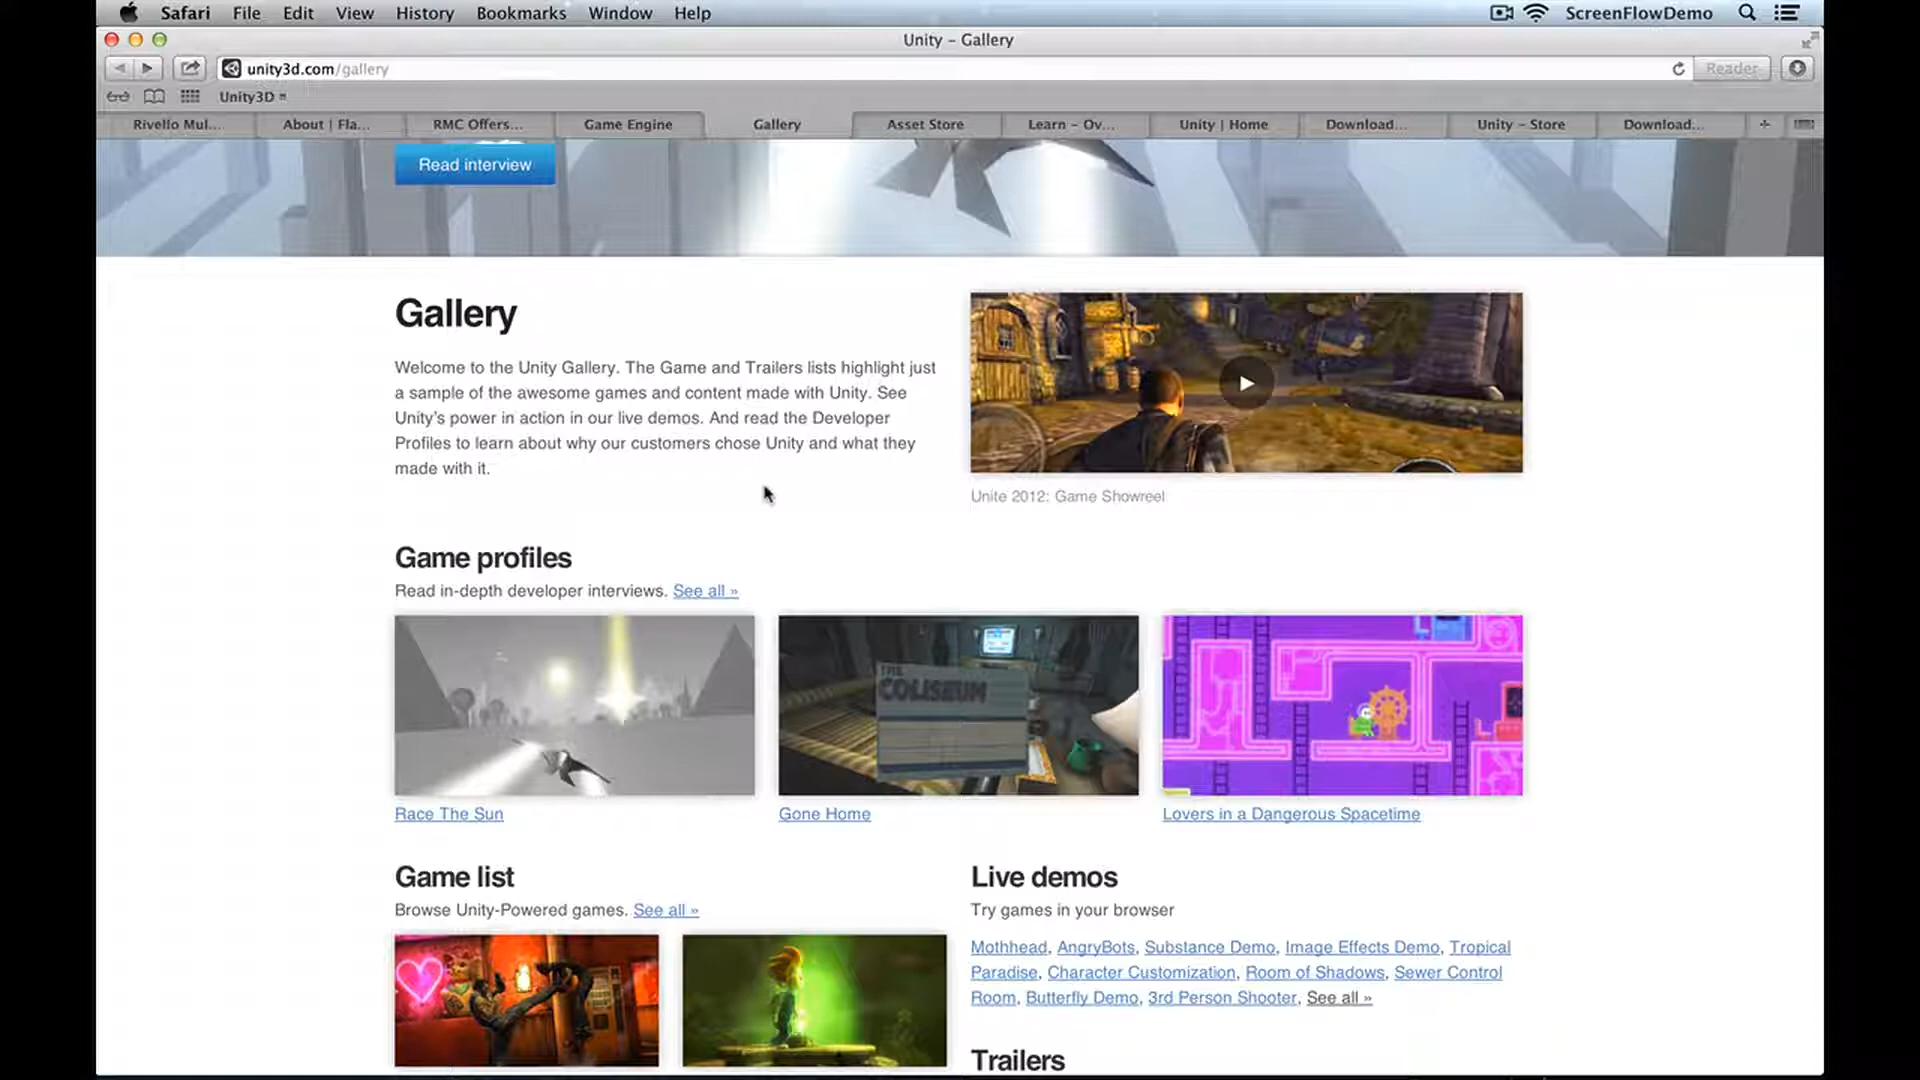 Safari File Edit View History Bookmarks Window Help ScreenFlowDemo
Unity – Gallery
unity3d.com/gallery Reader
Unity3D
Rivello Mul... About | Fla... RMC Offers... Game Engine Gallery Asset Store Learn – Ov... Unity | Home Download... Unity – Store Download...
Read interview
Gallery
Welcome to the Unity Gallery. The Game and Trailers lists highlight just
a sample of the awesome games and content made with Unity. See
Unity's power in action in our live demos. And read the Developer
Profiles to learn about why our customers chose Unity and what they
made with it.
Unite 2012: Game Showreel
Game profiles
Read in-depth developer interviews. See all »
THE
COLISEUM
Race The Sun
Gone Home
Lovers in a Dangerous Spacetime
Game list
Browse Unity-Powered games. See all »
Live demos
Try games in your browser
Mothhead, AngryBots, Substance Demo, Image Effects Demo, Tropical
Paradise, Character Customization, Room of Shadows, Sewer Control
Room, Butterfly Demo, 3rd Person Shooter, See all »
Trailers